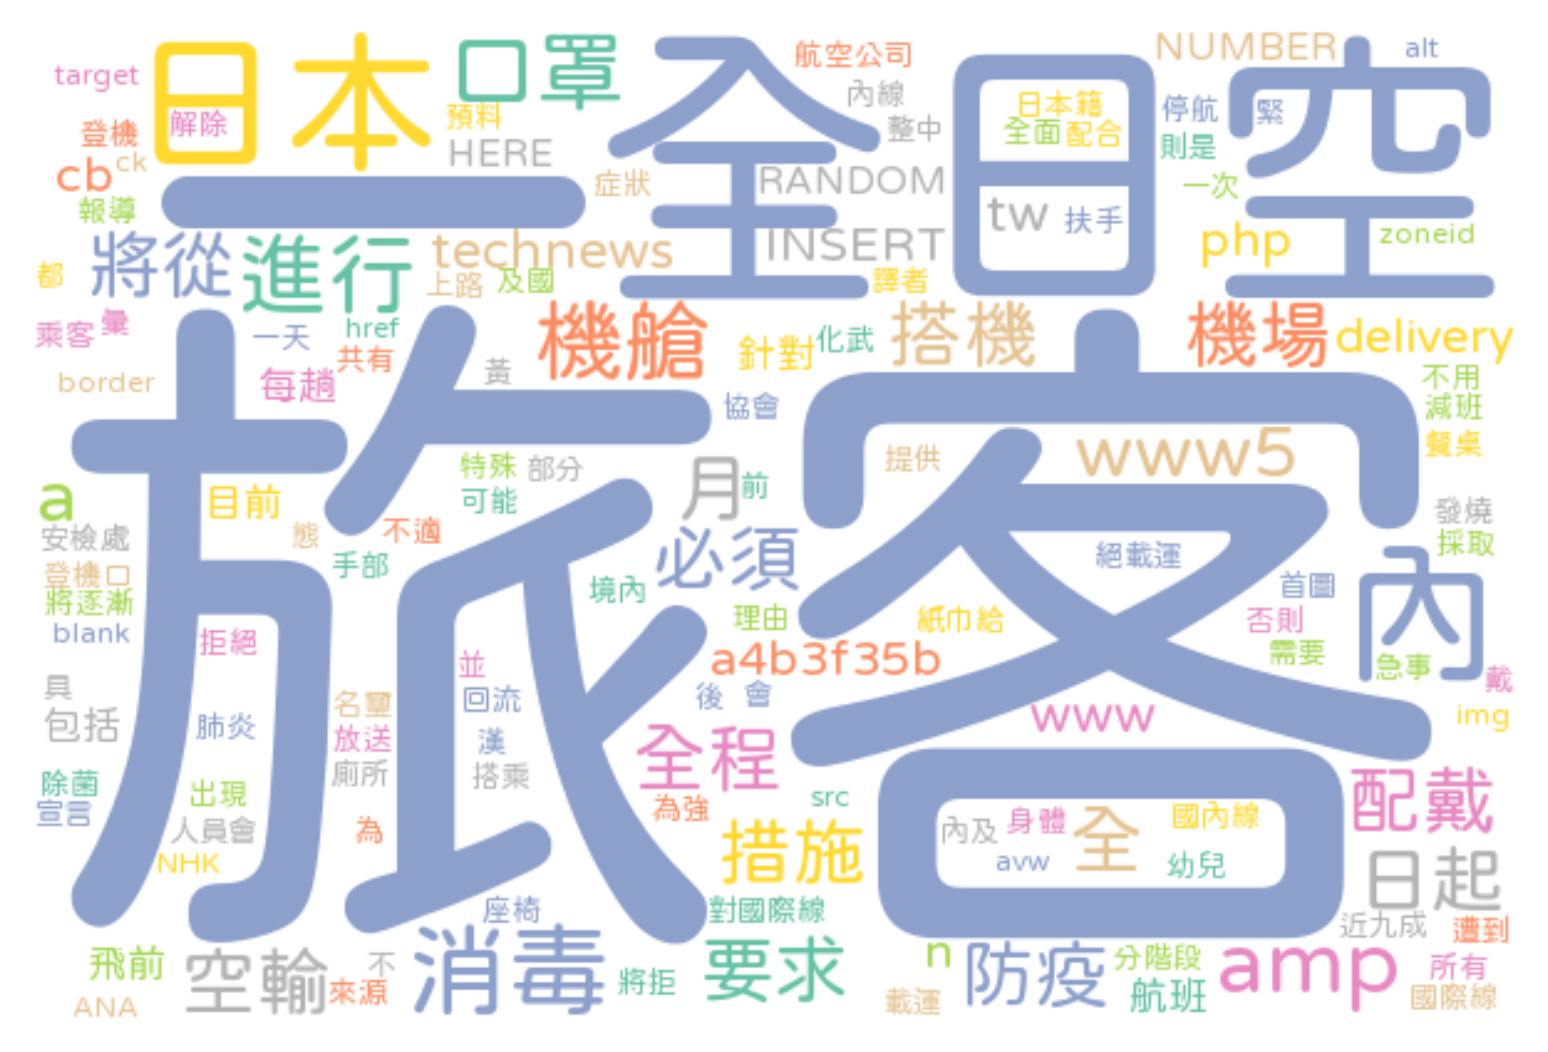 target
日本
解除
口罩
全日空
航空公司
NUMBER
alt
登機
預料
內線
整中
日本籍
全面
配合
停航
緊
cb
ck
HERE
則是
報導
一
症狀
RANDOM
tw
扶手
一次
將從
進行
technews
INSERT
php
zoneid
都
上路
及國
譯者
乘客
彙
一天
href
機艙
針對
化武
搭機
機場
delivery
共有
border
每趟
黃
協會
不用
減班
旅客
餐桌
www5
提供
特殊
部分
月
前
a
目前
可能
發燒
安檢處
態
不適
必須
絕載運
採取
登機口
手部
境內
首圖
內
將逐漸
理由
紙巾給
否則
blank
拒絕
並
a4b3f35b
需要
急事
具
名璽
回流
後
會
戴
包括
肺炎
放送
漢
全程
www
img
廁所
搭乘
除菌
出現
為強
src
配戴
宣言
人員會
為
措施
內及
身體
全
國內線
NHK
avw
幼兒
日起
座椅
對國際線
近九成
遭到
飛前
空輸
不
消毒
將拒
要求
n
防疫
分階段
amp
所有
ANA
來源
載運
航班
國際線